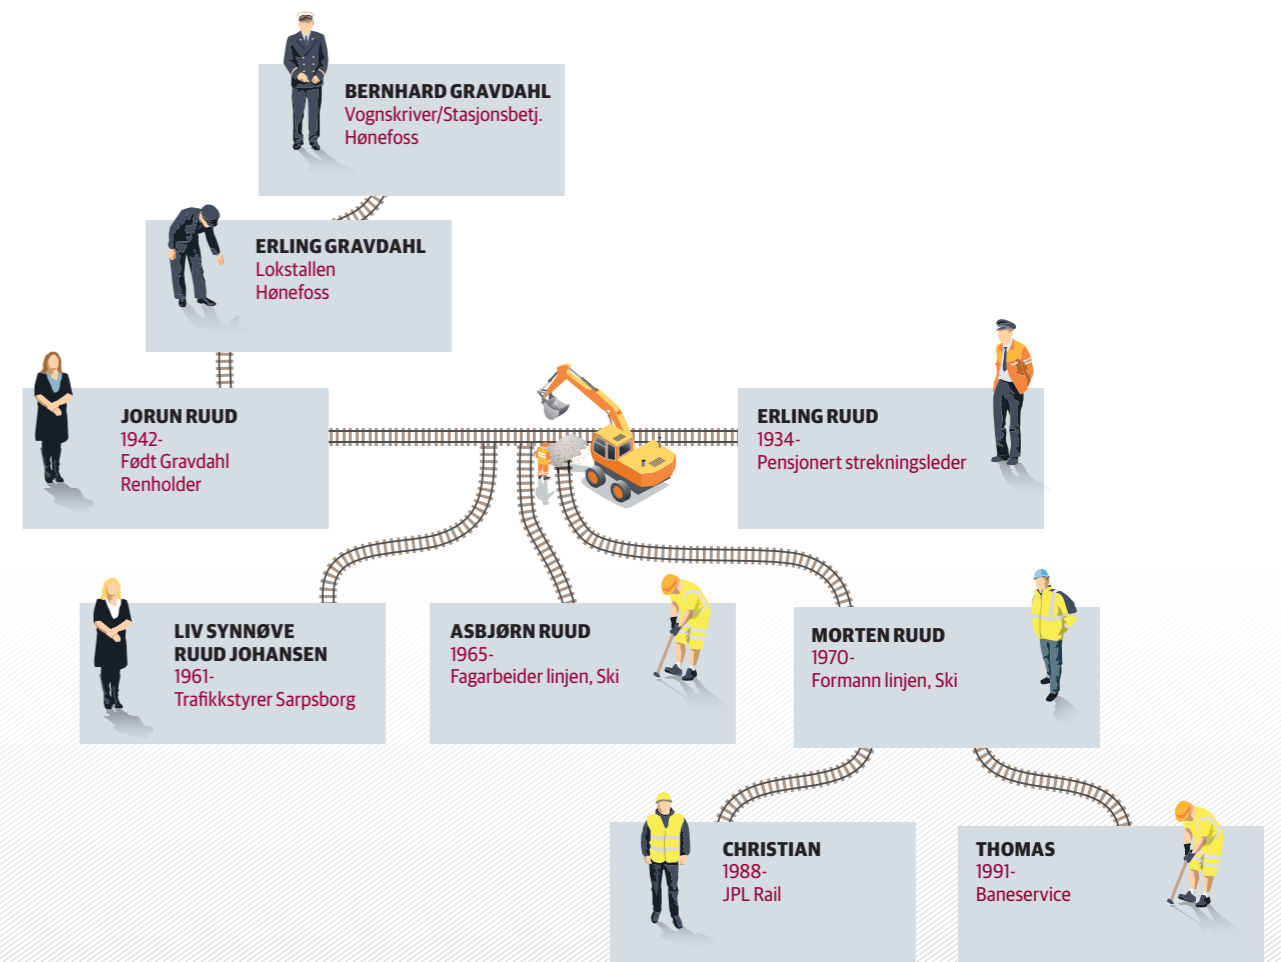 BERNHARD GRAVDAHL
Vognskriver/Stasjonsbetj.
Hønefoss
ERLING GRAVDAHL
Lokstallen
Hønefoss
JORUN RUUD
1942-
Født Gravdahl
Renholder
ERLING RUUD
1934-
Pensjonert strekningsleder
LIV SYNNØVE
RUUD JOHANSEN
1961-
Trafikkstyrer Sarpsborg
ASBJØRN RUUD
1965-
Fagarbeider linjen, Ski
MORTEN RUUD
1970-
Formann linjen, Ski
CHRISTIAN
1988-
JPL Rail
THOMAS
1991-
Baneservice